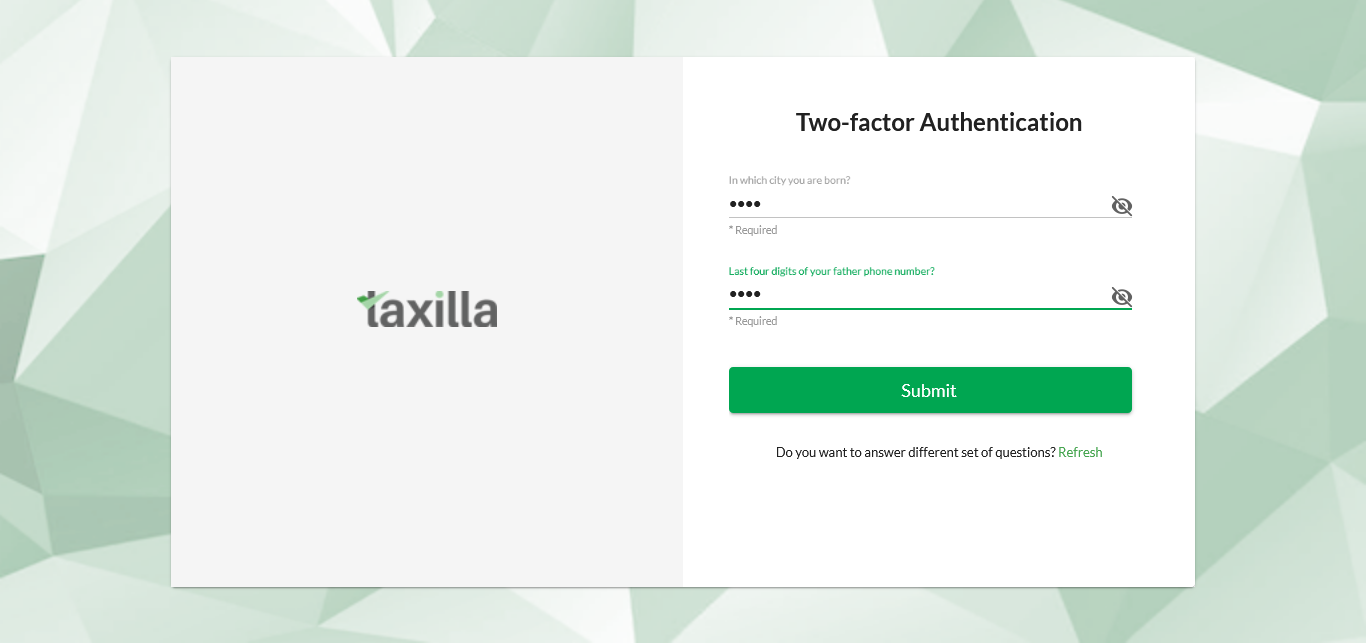 taxilla
Two-factor Authentication
In which city you are born?
••••
* Required
Last four digits of your father phone number?
••••
* Required
Submit
Do you want to answer different set of questions? Refresh